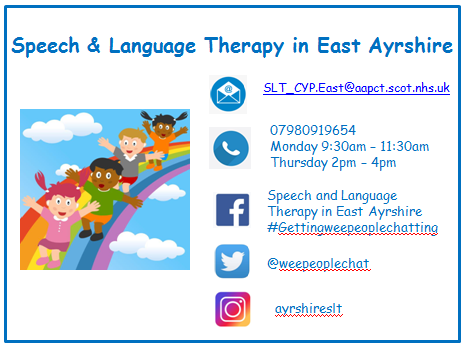 Speech & Language Therapy in East Ayrshire
SLT_CYP.East@aapct.scot.nhs.uk
07980919654
Monday 9:30am – 11:30am
Thursday 2pm – 4pm
Speech and Language
Therapy in East Ayrshire
#Gettingweepeoplechatting
@weepeoplechat
ayrshireslt